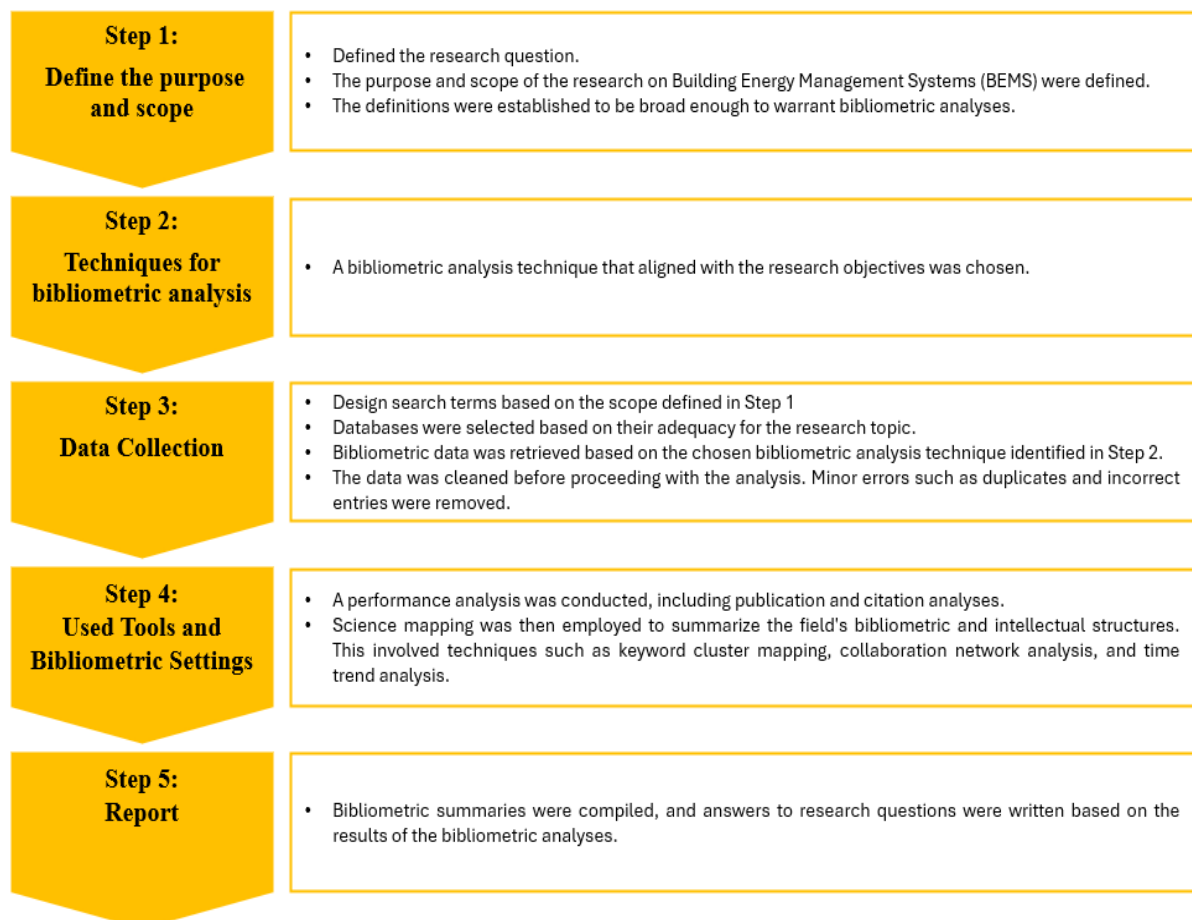 Step 1:
Define the purpose
and scope
• Defined the research question.
• The purpose and scope of the research on Building Energy Management Systems (BEMS) were defined.
• The definitions were established to be broad enough to warrant bibliometric analyses.
Step 2:
Techniques for
bibliometric analysis
• A bibliometric analysis technique that aligned with the research objectives was chosen.
Step 3:
Data Collection
• Design search terms based on the scope defined in Step 1
• Databases were selected based on their adequacy for the research topic.
• Bibliometric data was retrieved based on the chosen bibliometric analysis technique identified in Step 2.
• The data was cleaned before proceeding with the analysis. Minor errors such as duplicates and incorrect
entries were removed.
Step 4:
Used Tools and
Bibliometric Settings
• A performance analysis was conducted, including publication and citation analyses.
• Science mapping was then employed to summarize the field's bibliometric and intellectual structures.
This involved techniques such as keyword cluster mapping, collaboration network analysis, and time
trend analysis.
Step 5:
Report
• Bibliometric summaries were compiled, and answers to research questions were written based on the
results of the bibliometric analyses.